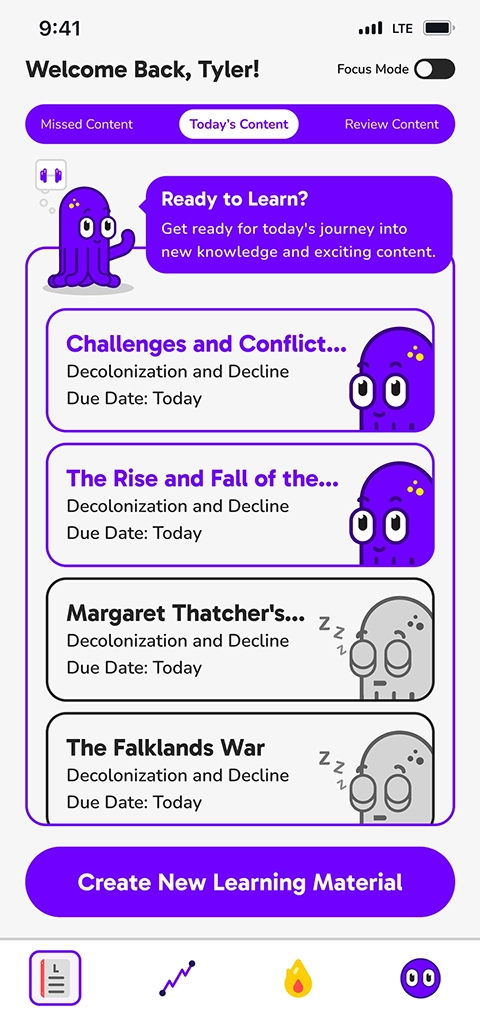 9:41
LTE
Welcome Back, Tyler!
Focus Mode
Missed Content
Today's Content
Review Content
Ready to Learn?
Get ready for today's journey into
new knowledge and exciting content.
Challenges and Conflict...
Decolonization and Decline
Due Date: Today
The Rise and Fall of the...
Decolonization and Decline
Due Date: Today
Margaret Thatcher's...
Decolonization and Decline
Due Date: Today
Z Z Z
The Falklands War
Decolonization and Decline
Due Date: Today
Z Z Z
Create New Learning Material
L